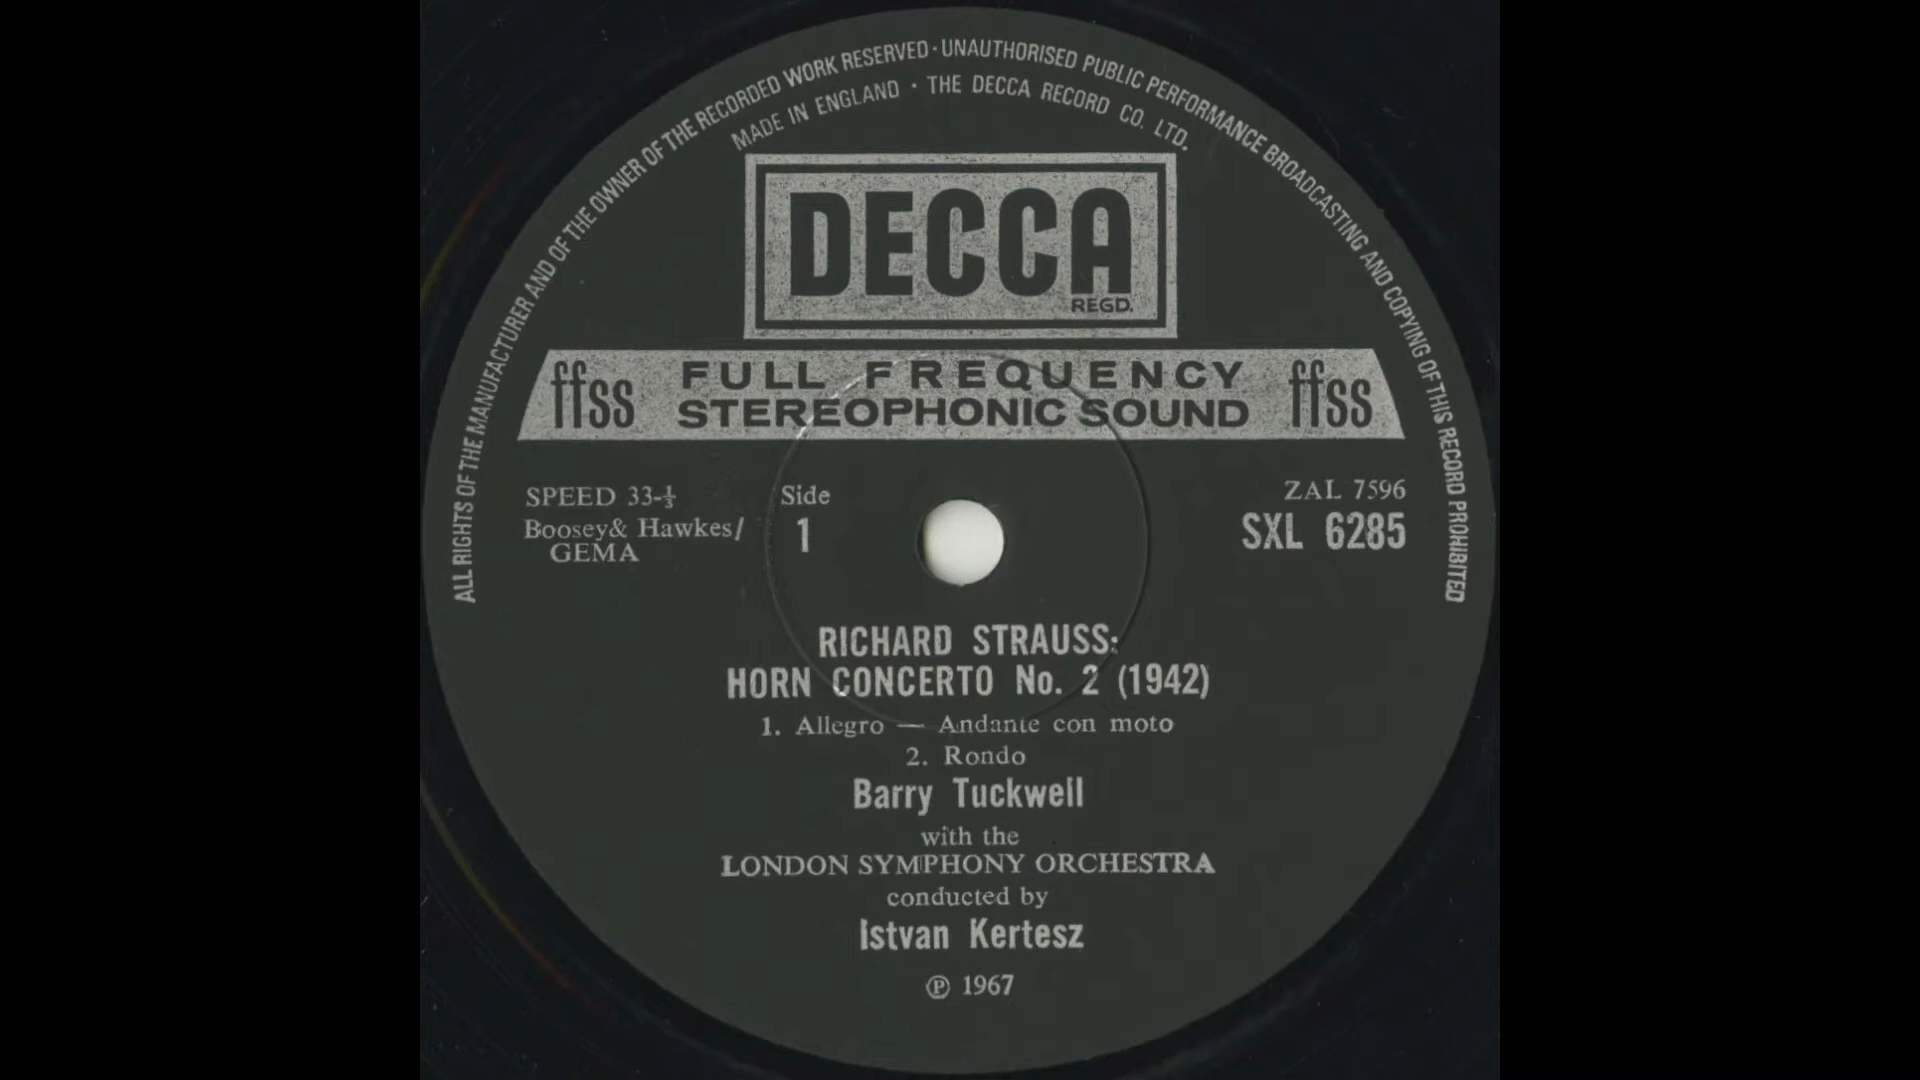 ALL RIGHTS OF THE MANUFACTURER AND OF THE OWNER OF THE RECORDED WORK RESERVED · UNAUTHORISED PUBLIC PERFORMANCE BROADCASTING AND COPYING OF THIS RECORD PROHIBITED
MADE IN ENGLAND · THE DECCA RECORD CO. LTD.
DECCA
REGD.
ffss FULL FREQUENCY STEREOPHONIC SOUND ffss
SPEED 33-⅓
Boosey & Hawkes/
GEMA
Side
1
ZAL 7596
SXL 6285
RICHARD STRAUSS:
HORN CONCERTO No. 2 (1942)
1. Allegro — Andante con moto
2. Rondo
Barry Tuckwell
with the
LONDON SYMPHONY ORCHESTRA
conducted by
Istvan Kertesz
℗ 1967